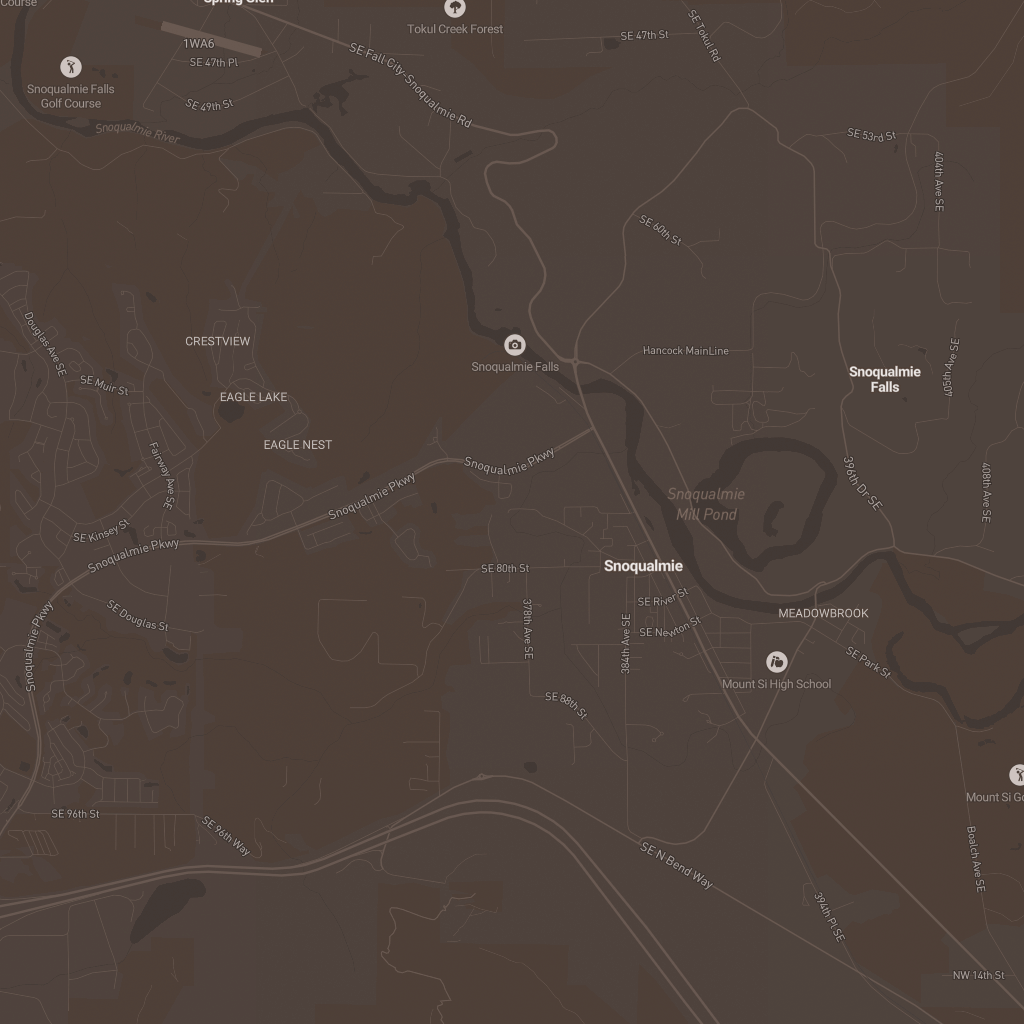 Course
Spring Glen
Tokul Creek Forest
SE 47th St
SE Tokul Rd
1WA6
SE 47th Pl
SE Fall City-Snoqualmie Rd
Snoqualmie Falls
Golf Course
SE 49th St
Snoqualmie River
SE 53rd St
404th Ave SE
SE 60th St
Douglas Ave SE
CRESTVIEW
Hancock MainLine
Snoqualmie Falls
405th Ave SE
Snoqualmie
Falls
SE Muir St
EAGLE LAKE
EAGLE NEST
Fairway Ave SE
Snoqualmie Pkwy
Snoqualmie Pkwy
396th Dr SE
408th Ave SE
Snoqualmie
Mill Pond
SE Kinsey St
Snoqualmie Pkwy
SE 80th St
Snoqualmie
SE River St
SE Douglas St
378th Ave SE
384th Ave SE
SE Newton St
MEADOWBROOK
Snoqualmie Pkwy
SE Park St
Mount Si High School
SE 88th St
Mount Si Go
SE 96th St
SE 96th Way
SE N Bend Way
Boalch Ave SE
394th Pl SE
NW 14th St